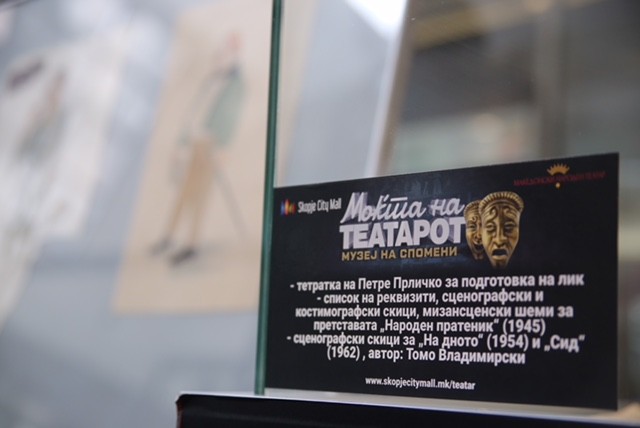 Skopje City Mall
Моќта на
ТЕАТАРОТ
МУЗЕЈ НА СПОМЕНИ
- тетратка на Петре Прличко за подготовка на лик
- список на реквизити, сценографски и
костимографски скици, мизансценски шеми за
претставата „Народен пратеник“ (1945)
- сценографски скици за „На дното“ (1954) и „Сид“
(1962) , автор: Томо Владимирски
www.skopjecitymall.mk/teatar